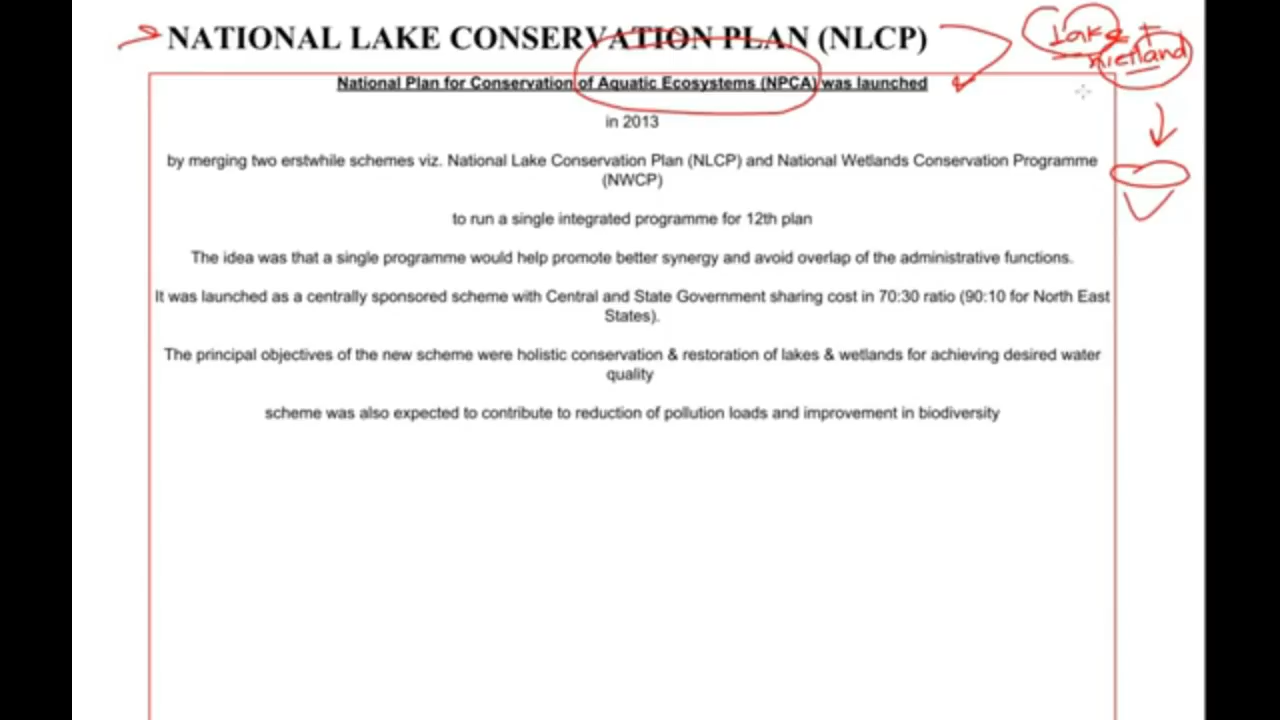 NATIONAL LAKE CONSERVATION PLAN (NLCP)
Lake +
wetland
National Plan for Conservation of Aquatic Ecosystems (NPCA) was launched
in 2013
by merging two erstwhile schemes viz. National Lake Conservation Plan (NLCP) and National Wetlands Conservation Programme
(NWCP)
to run a single integrated programme for 12th plan
The idea was that a single programme would help promote better synergy and avoid overlap of the administrative functions.
It was launched as a centrally sponsored scheme with Central and State Government sharing cost in 70:30 ratio (90:10 for North East
States).
The principal objectives of the new scheme were holistic conservation & restoration of lakes & wetlands for achieving desired water
quality
scheme was also expected to contribute to reduction of pollution loads and improvement in biodiversity